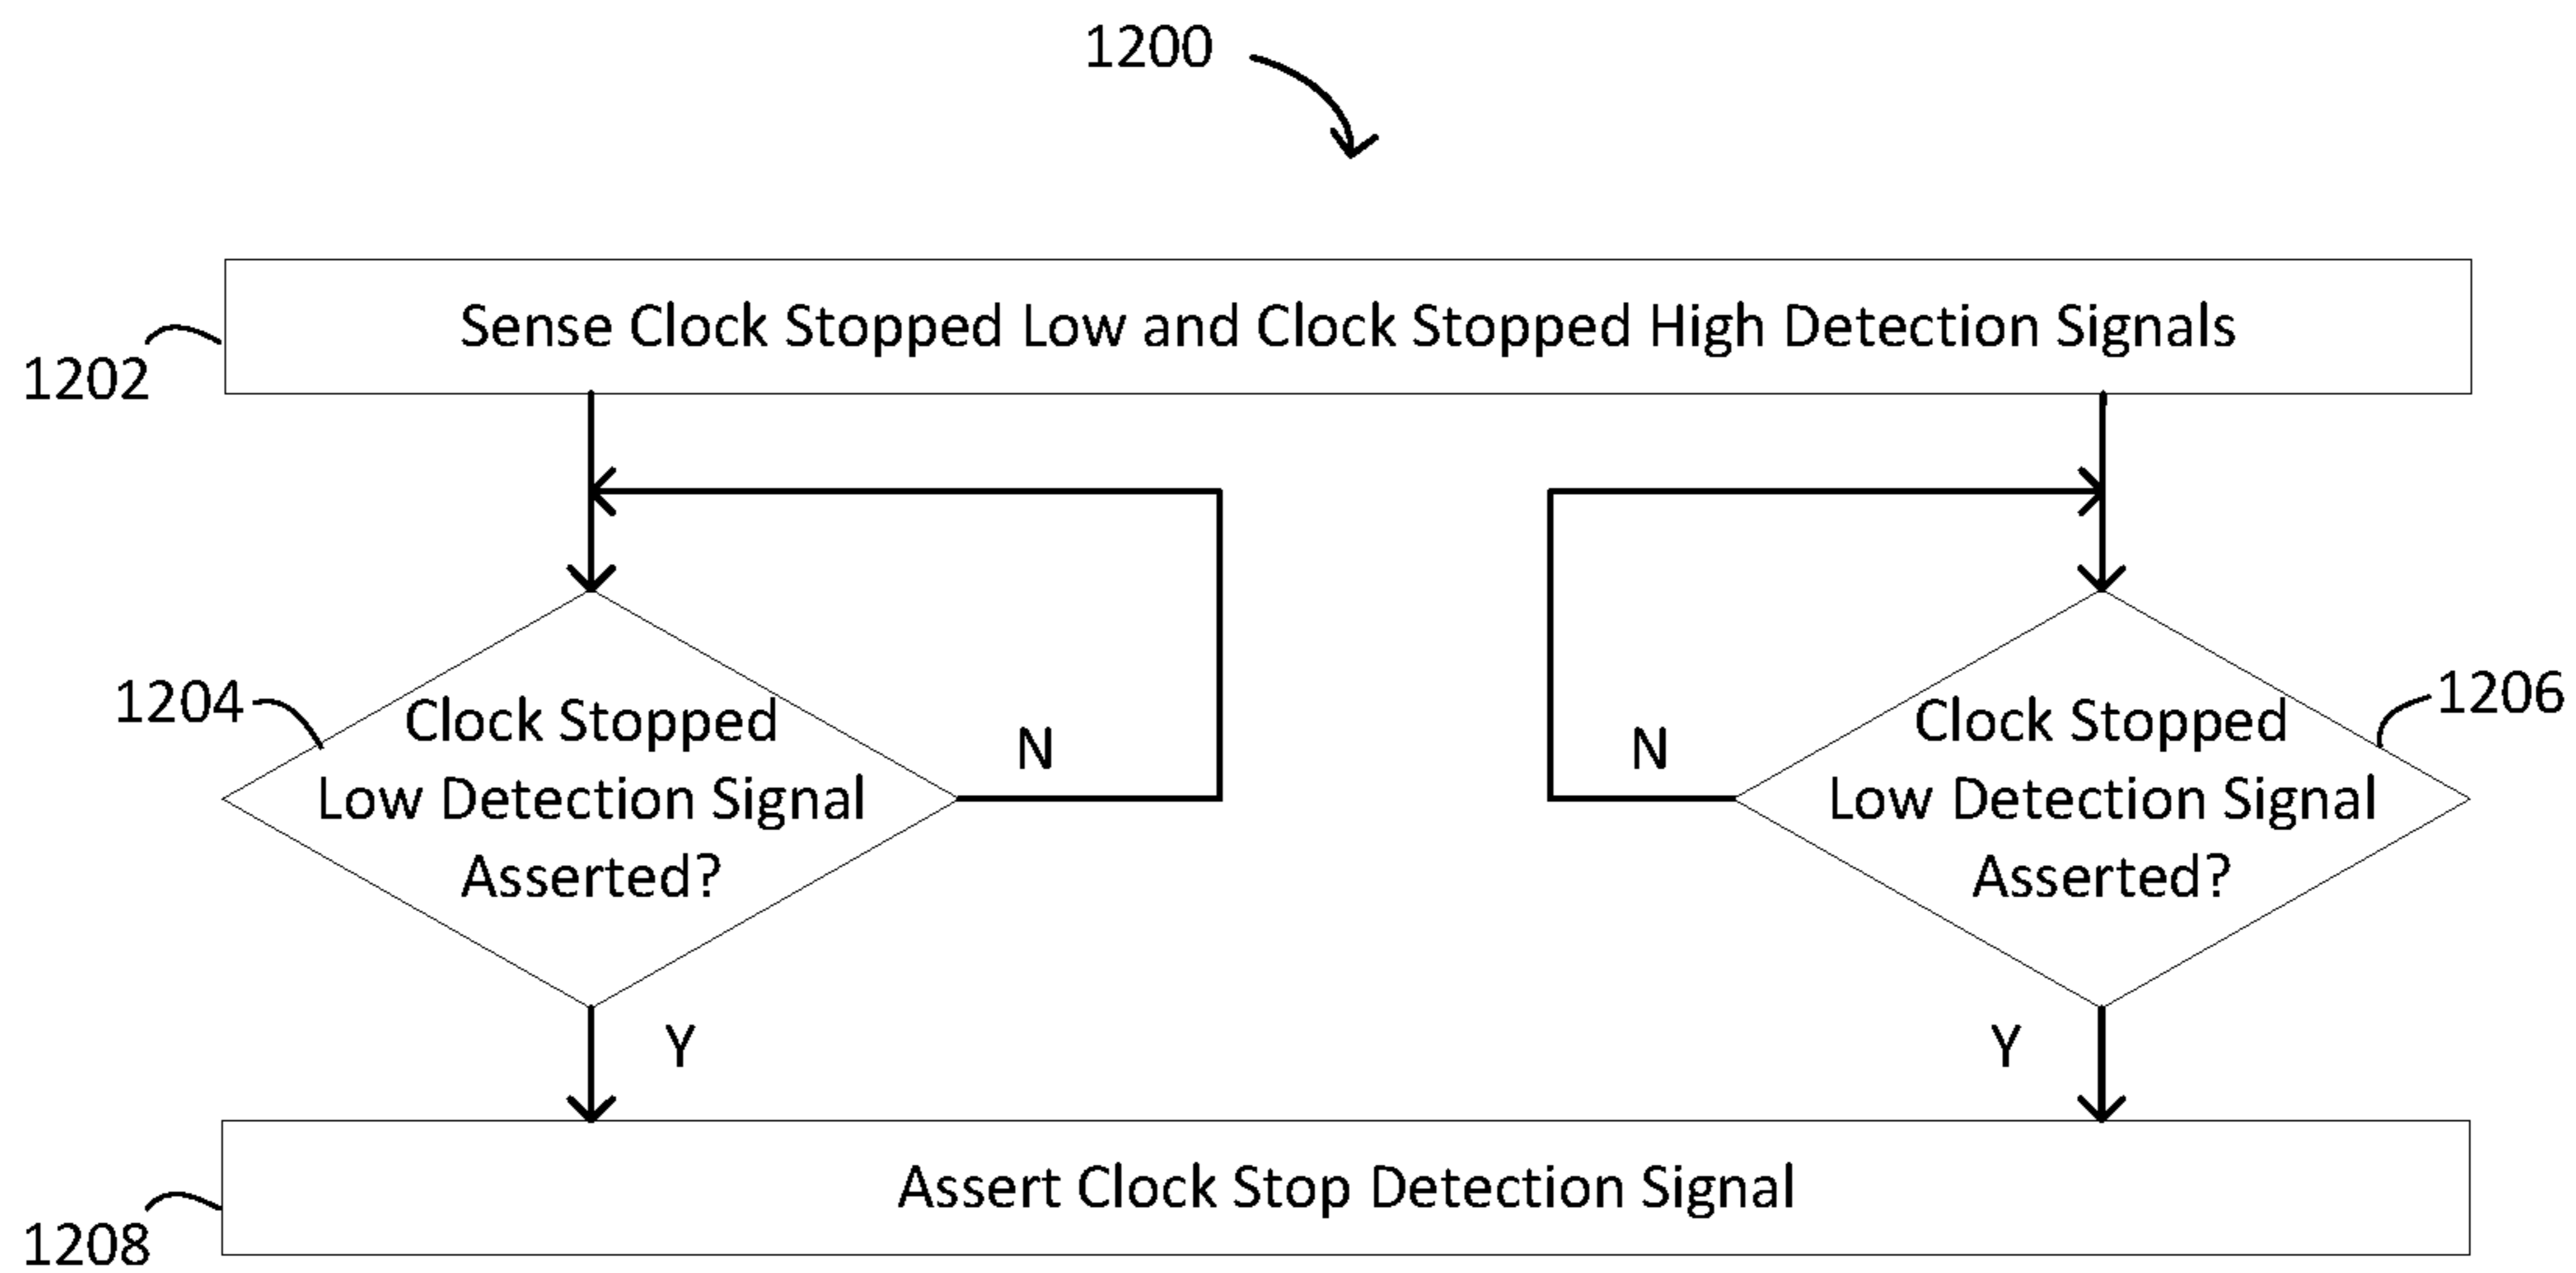 1200
Sense Clock Stopped Low and Clock Stopped High Detection Signals
1202
1204
Clock Stopped
Low Detection Signal
Asserted?
N
Y
N
Clock Stopped
Low Detection Signal
Asserted?
1206
Y
Assert Clock Stop Detection Signal
1208